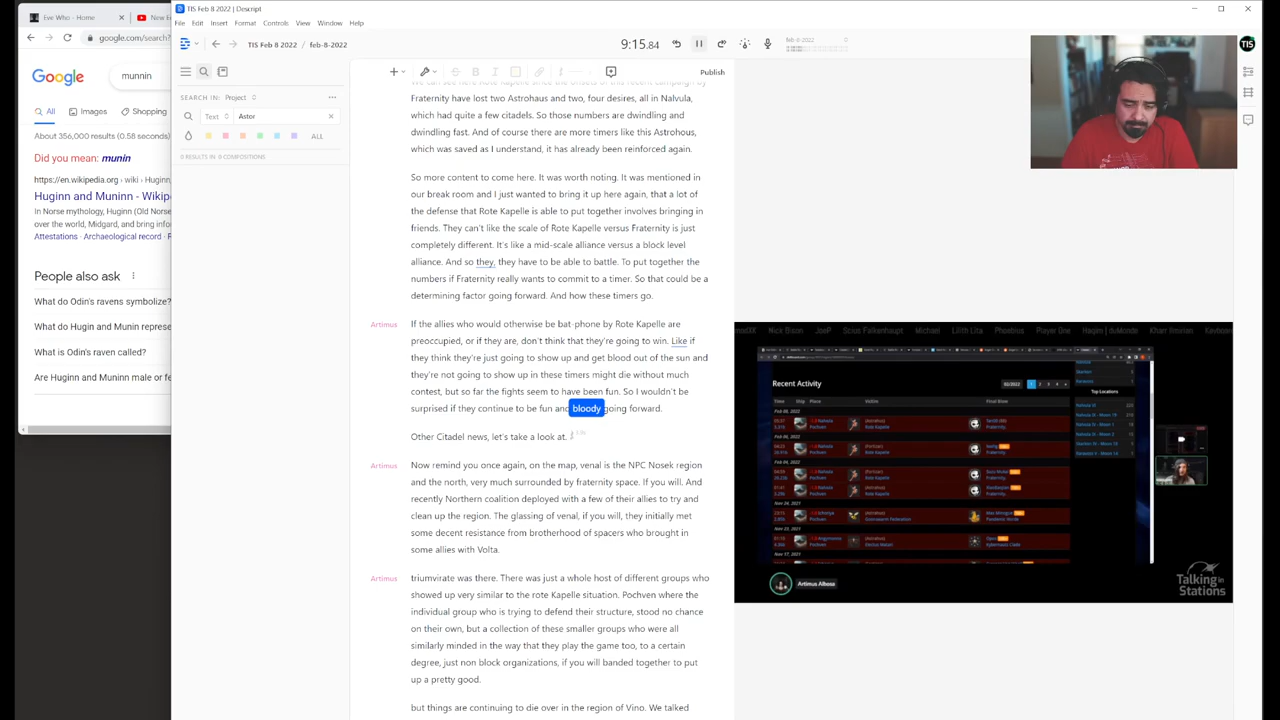 Eve Who - Home
New E
google.com/search?
Google
munnin
All
Images
Shopping
About 356,000 results (0.58 seconds)
Did you mean: munin
https://en.wikipedia.org › wiki › Huginn,
Huginn and Muninn - Wikip
In Norse mythology, Huginn (Old Norse
over the world, Midgard, and bring infor
Attestations · Archaeological record · R
People also ask
What do Odin's ravens symbolize?
What do Hugin and Munin represe
What is Odin's raven called?
Are Huginn and Muninn male or fe
TIS Feb 8 2022 | Descript
File Edit Insert Format Controls View Window Help
TIS Feb 8 2022 / feb-8-2022
9:15.84
Publish
SEARCH IN: Project
Text
Astor
ALL
0 RESULTS IN 0 COMPOSITIONS
Fraternity have lost two Astrohaus and two, four desires, all in Nalvula,
which had quite a few citadels. So those numbers are dwindling and
dwindling fast. And of course there are more timers like this Astrohous,
which was saved as I understand, it has already been reinforced again.
So more content to come here. It was worth noting. It was mentioned in
our break room and I just wanted to bring it up here again, that a lot of
the defense that Rote Kapelle is able to put together involves bringing in
friends. They can't like the scale of Rote Kapelle versus Fraternity is just
completely different. It's like a mid-scale alliance versus a block level
alliance. And so they, they have to be able to battle. To put together the
numbers if Fraternity really wants to commit to a timer. So that could be a
determining factor going forward. And how these timers go.
Artimus
If the allies who would otherwise be bat-phone by Rote Kapelle are
preoccupied, or if they are, don't think that they're going to win. Like if
they think they're just going to show up and get blood out of the sun and
they're not going to show up in these timers might die without much
contest, but so far the fights seem to have been fun. So I wouldn't be
surprised if they continue to be fun and bloody going forward.
Other Citadel news, let's take a look at.
Artimus
Now remind you once again, on the map, venal is the NPC Nosek region
and the north, very much surrounded by fraternity space. If you will. And
recently Northern coalition deployed with a few of their allies to try and
clean up the region. The glassing of venal, if you will, they initially met
some decent resistance from brotherhood of spacers who brought in
some allies with Volta.
Artimus
triumvirate was there. There was just a whole host of different groups who
showed up very similar to the rote Kapelle situation. Pochven where the
individual group who is trying to defend their structure, stood no chance
on their own, but a collection of these smaller groups who were all
similarly minded in the way that they play the game too, to a certain
degree, just non block organizations, if you will banded together to put
up a pretty good.
but things are continuing to die over in the region of Vino. We talked
TIS
Nick Bison JoeP Scius Falkenhaupt Michael Lilith Lita Phoebius Player One Haqiro | duMonde
Recent Activity
Top Locations
Artimus Albosa
Talking in
Stations